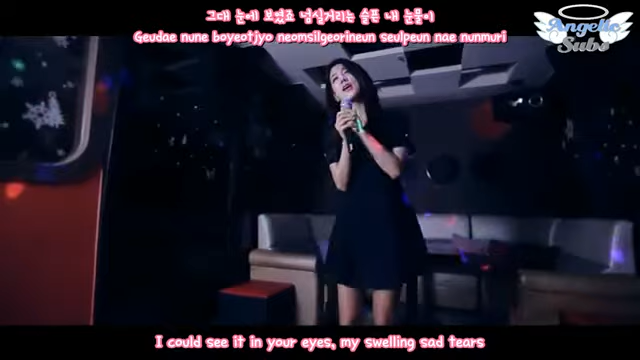 그대 눈에 보였죠 넘실거리는 슬픈 내 눈물이
Geudae nune boyeotjyo neomsilgeorineun seulpeun nae nunmuri
Angello
Subs
I could see it in your eyes, my swelling sad tears